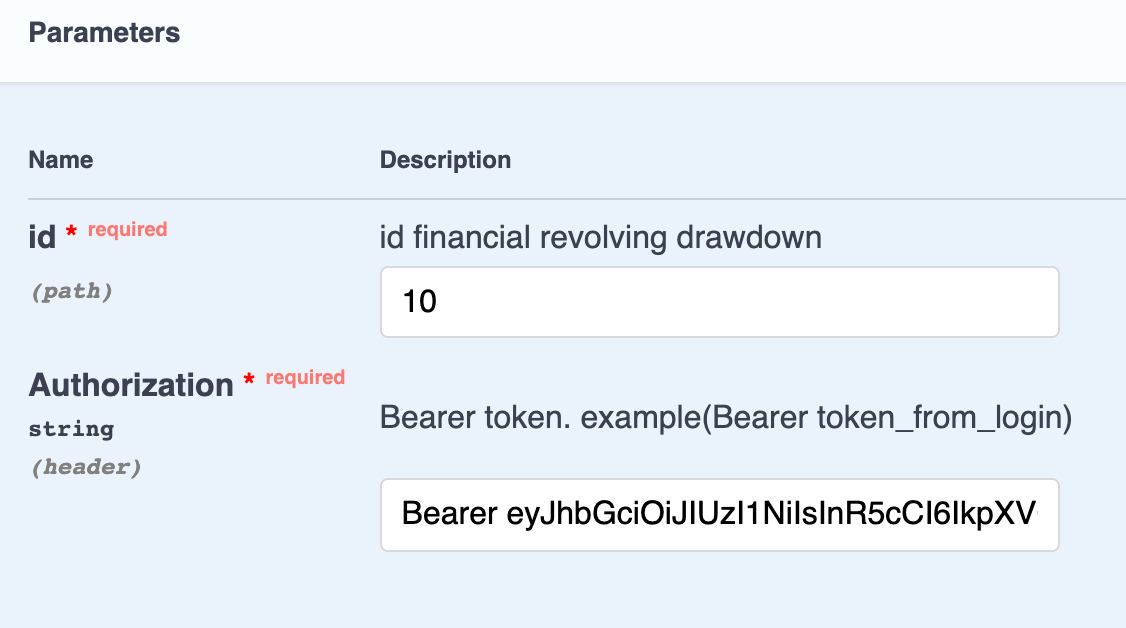 Parameters
Name Description
id * required id financial revolving drawdown
(path) 10
Authorization * required
string Bearer token. example(Bearer token_from_login)
(header)
Bearer eyJhbGciOiJIUzI1NiIsInR5cCI6IkpXV